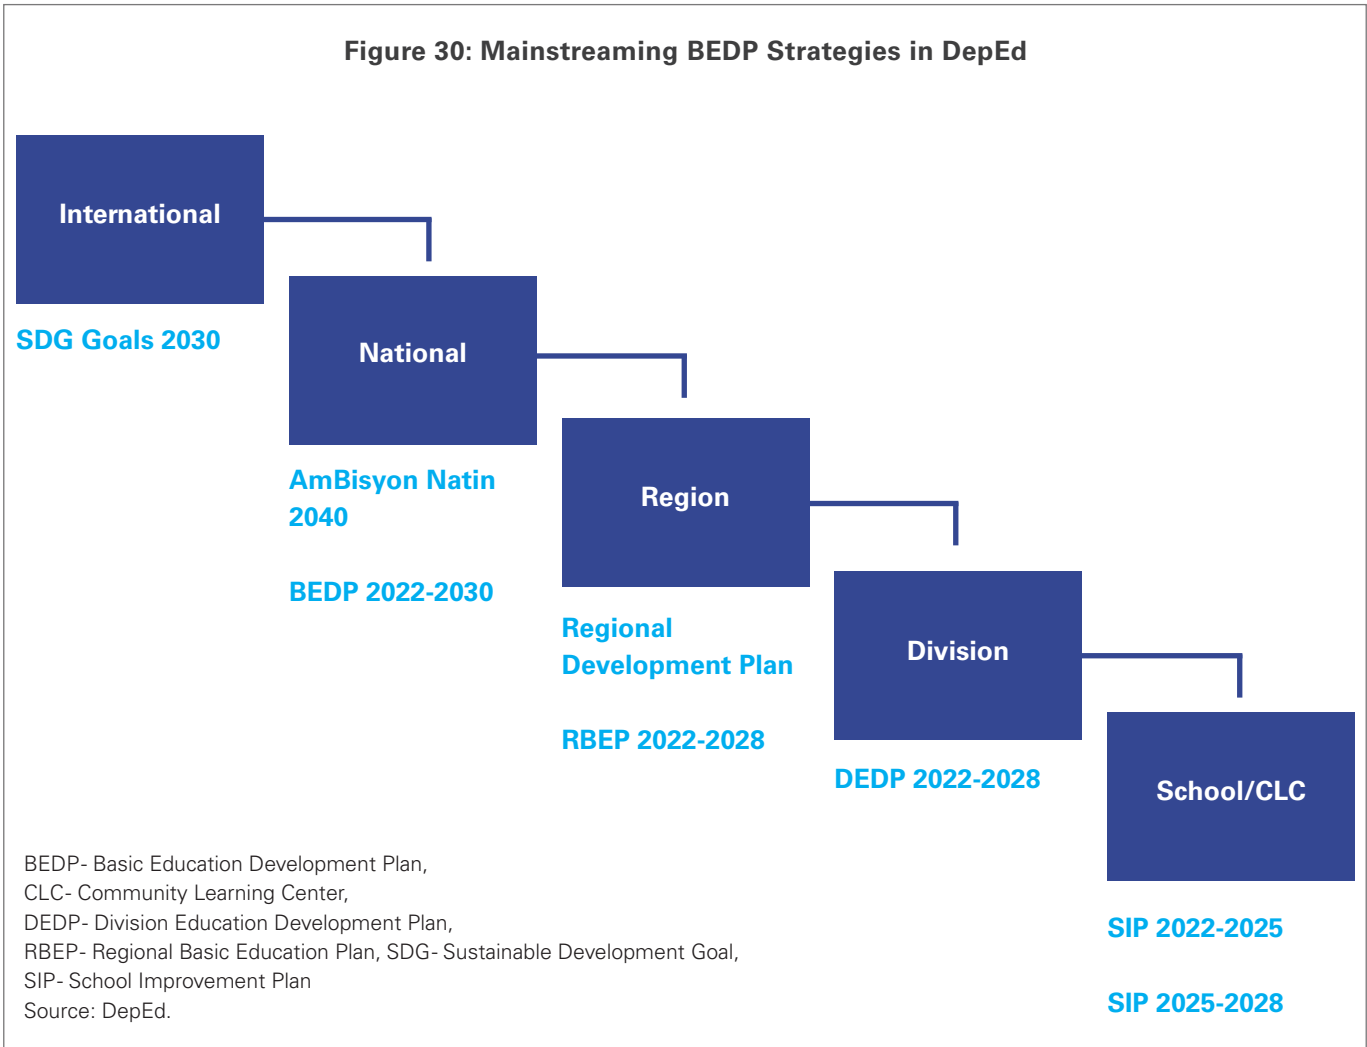 Figure 30: Mainstreaming BEDP Strategies in DepEd
International
SDG Goals 2030
National
AmBisyon Natin
2040
BEDP 2022-2030
Region
Regional
Development Plan
RBEP 2022-2028
Division
DEDP 2022-2028
School/CLC
SIP 2022-2025
SIP 2025-2028
BEDP- Basic Education Development Plan,
CLC- Community Learning Center,
DEDP- Division Education Development Plan,
RBEP- Regional Basic Education Plan, SDG- Sustainable Development Goal,
SIP- School Improvement Plan
Source: DepEd.